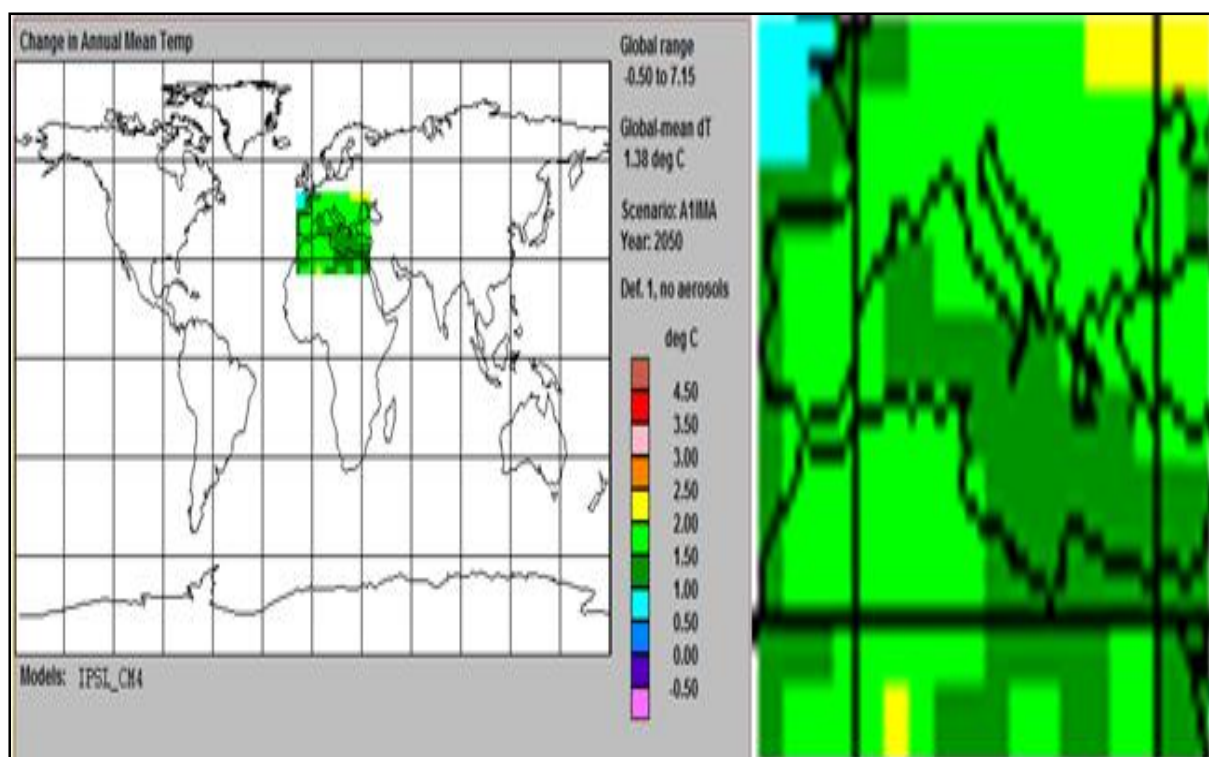 Change in Annual Mean Temp
Global range
-0.50 to 7.15
Global-mean dT
1.38 deg C
Scenario: A1IMA
Year: 2050
Def. 1, no aerosols
deg C
4.50
3.50
3.00
2.50
2.00
1.50
1.00
0.50
0.00
-0.50
Models: IPSL_CM4